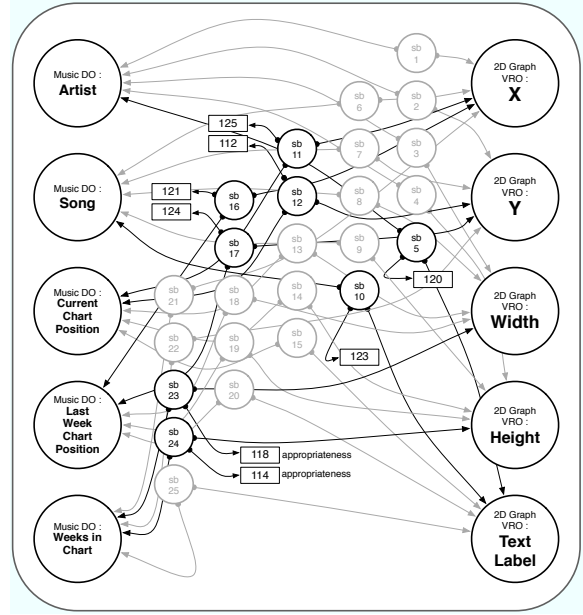 Music DO :
Artist
Music DO :
Song
Music DO :
Current
Chart
Position
Music DO :
Last
Week
Chart
Position
Music DO :
Weeks in
Chart
sb
1
sb
2
sb
6
sb
3
sb
7
sb
11
125
112
sb
4
sb
8
sb
12
sb
16
121
124
sb
5
sb
9
sb
13
sb
17
120
sb
10
sb
14
sb
18
sb
21
sb
15
sb
19
sb
22
123
sb
20
sb
23
sb
24
118 appropriateness
114 appropriateness
sb
25
2D Graph
VRO :
X
2D Graph
VRO :
Y
2D Graph
VRO :
Width
2D Graph
VRO :
Height
2D Graph
VRO :
Text
Label